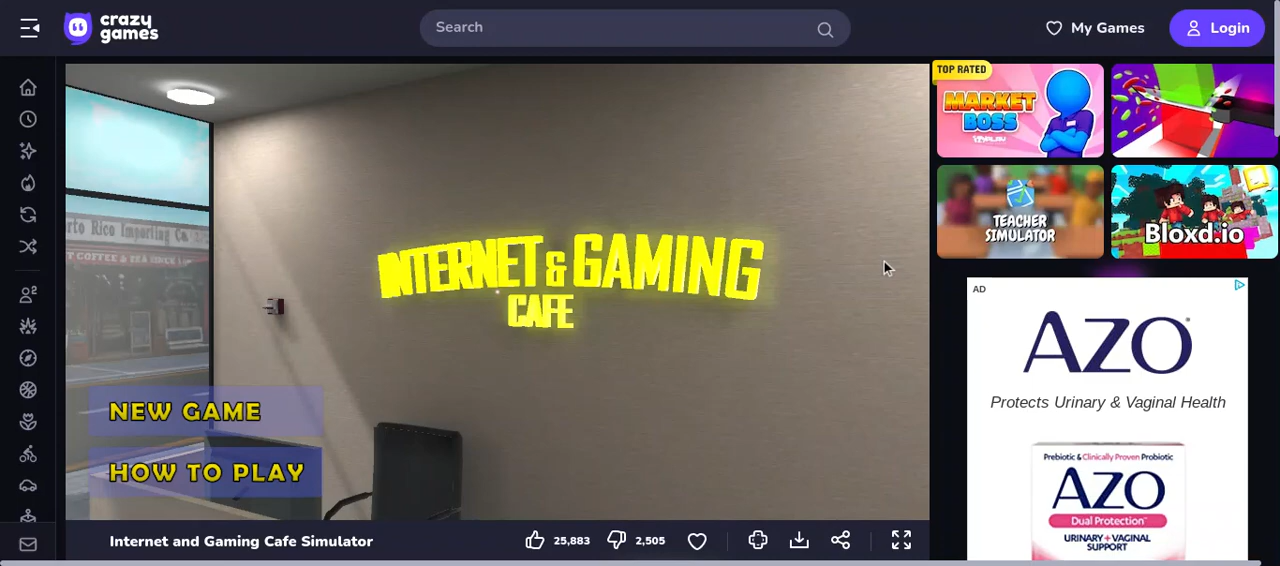 crazy games
Search
My Games
Login
TOP RATED
MARKET
BOSS
TEACHER
SIMULATOR
Bloxd.io
rto Rico Importing Co.
INTERNET & GAMING
CAFE
NEW GAME
HOW TO PLAY
AD
AZO
Protects Urinary & Vaginal Health
Prebiotic & Clinically Proven Probiotic
AZO
Dual Protection
URINARY + VAGINAL
SUPPORT
Internet and Gaming Cafe Simulator
25,883
2,505